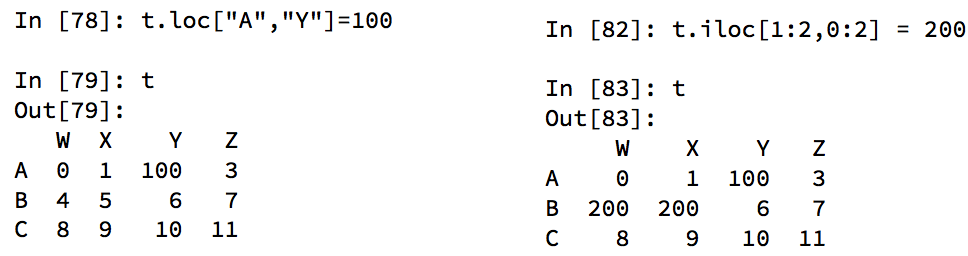 In [78]: t.loc["A","Y"]=100
In [79]: t
Out[79]:
   W  X    Y   Z
A  0  1  100   3
B  4  5    6   7
C  8  9   10  11
In [82]: t.iloc[1:2,0:2] = 200
In [83]: t
Out[83]:
     W    X    Y   Z
A    0    1  100   3
B  200  200    6   7
C    8    9   10  11